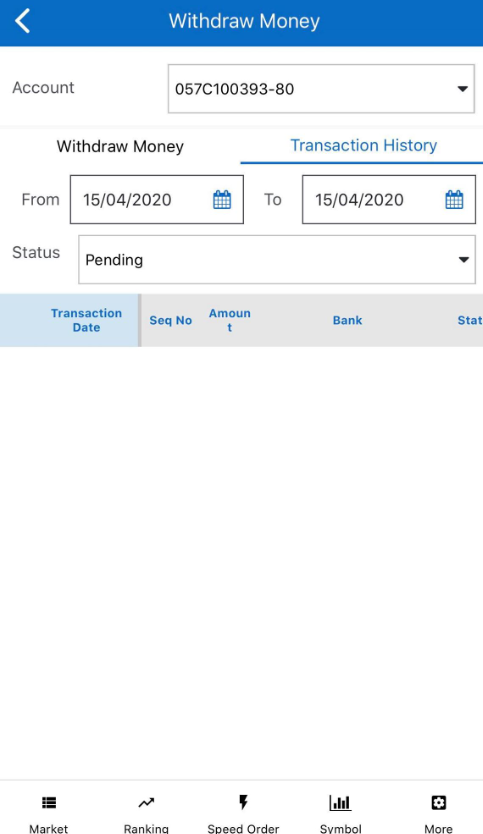 Withdraw Money
Account
057C100393-80
Withdraw Money
Transaction History
From
15/04/2020
To
15/04/2020
Status
Pending
Transaction
Date
Seq No
Amoun
t
Bank
Stat
Market
Ranking
Speed Order
Symbol
More